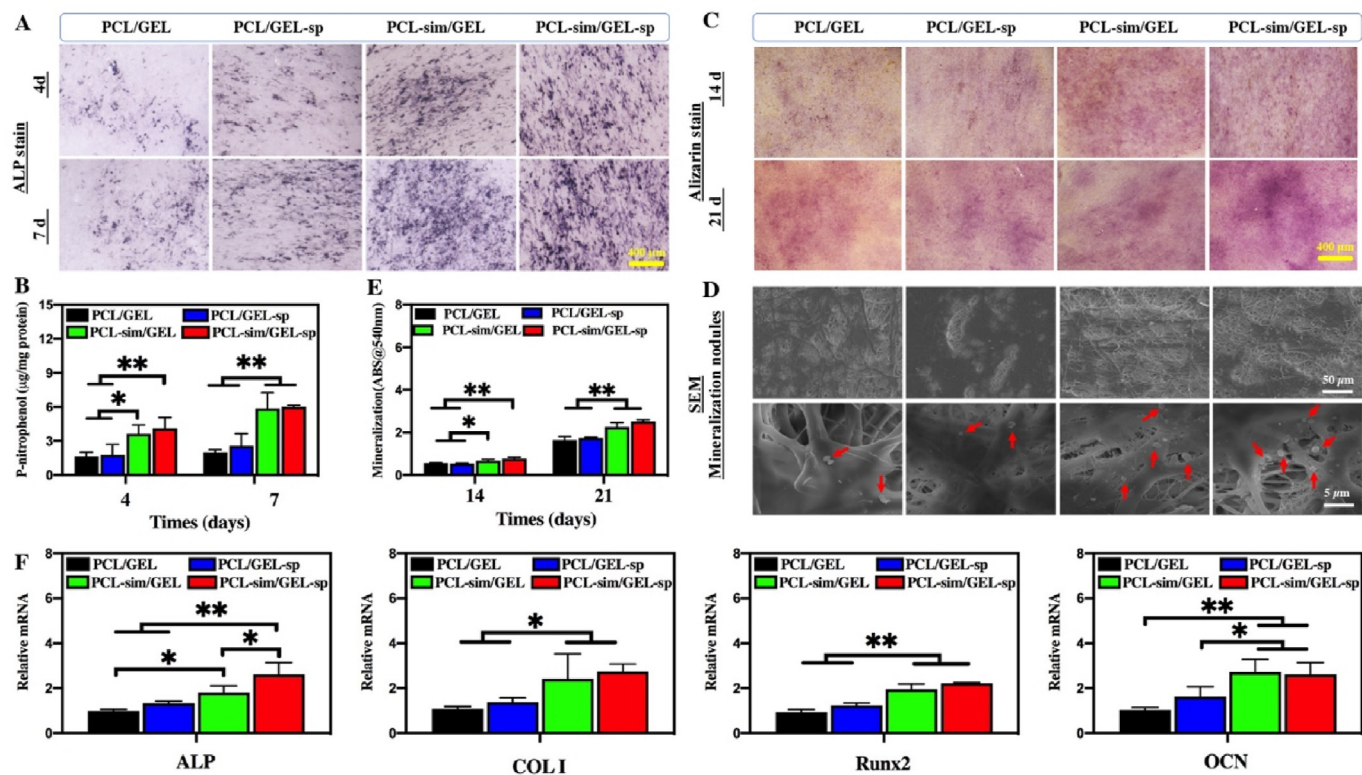 A
PCL/GEL PCL/GEL-sp PCL-sim/GEL PCL-sim/GEL-sp
ALP stain
4d
7 d
400 μm
C
PCL/GEL PCL/GEL-sp PCL-sim/GEL PCL-sim/GEL-sp
Alizarin stain
14 d
21 d
400 μm
B
P-nitrophenol (μg/mg protein)
15
12
9
6
3
0
PCL/GEL PCL/GEL-sp
PCL-sim/GEL PCL-sim/GEL-sp
** **
*
4 7
Times (days)
E
Mineralization(ABS@540nm)
8
6
4
2
0
PCL/GEL PCL/GEL-sp
PCL-sim/GEL PCL-sim/GEL-sp
** **
*
14 21
Times (days)
D
SEM
Mineralization nodules
50 μm
5 μm
F
Relative mRNA
8
6
4
2
0
PCL/GEL PCL/GEL-sp
PCL-sim/GEL PCL-sim/GEL-sp
**
*
*
ALP
Relative mRNA
8
6
4
2
0
PCL/GEL PCL/GEL-sp
PCL-sim/GEL PCL-sim/GEL-sp
*
COL I
Relative mRNA
8
6
4
2
0
PCL/GEL PCL/GEL-sp
PCL-sim/GEL PCL-sim/GEL-sp
**
Runx2
Relative mRNA
8
6
4
2
0
PCL/GEL PCL/GEL-sp
PCL-sim/GEL PCL-sim/GEL-sp
**
*
OCN